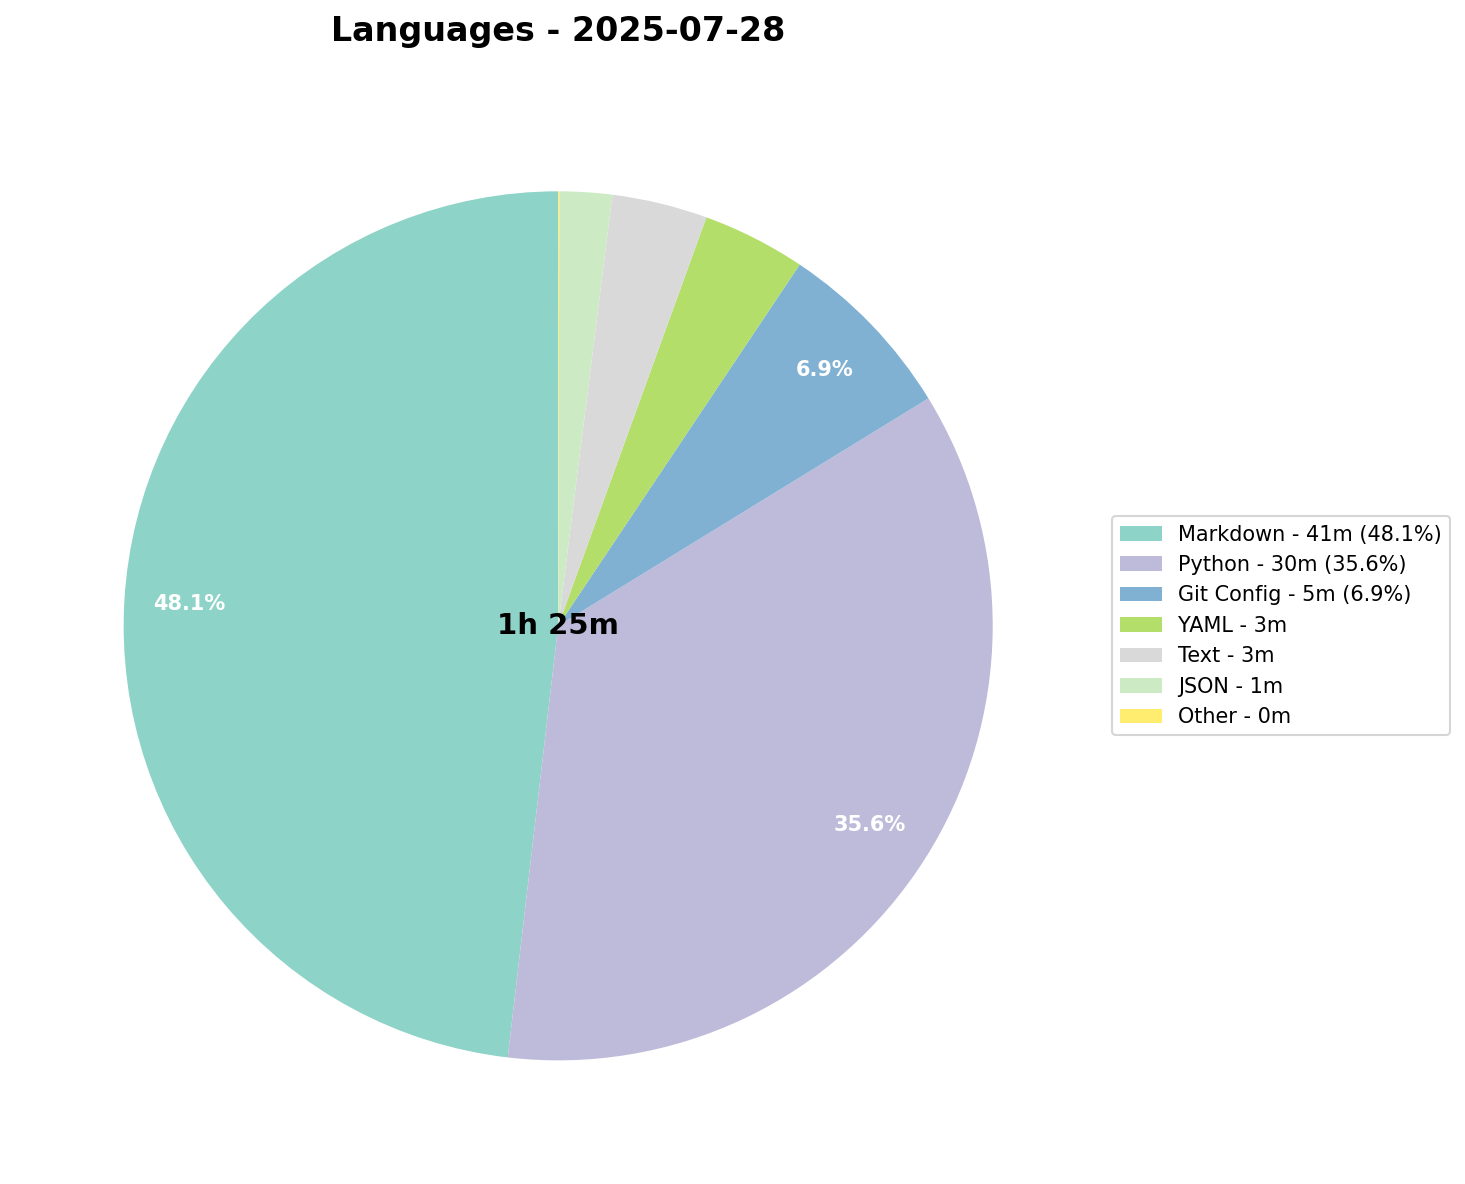 Languages - 2025-07-28
6.9%
48.1%
1h 25m
35.6%
Markdown - 41m (48.1%)
Python - 30m (35.6%)
Git Config - 5m (6.9%)
YAML - 3m
Text - 3m
JSON - 1m
Other - 0m